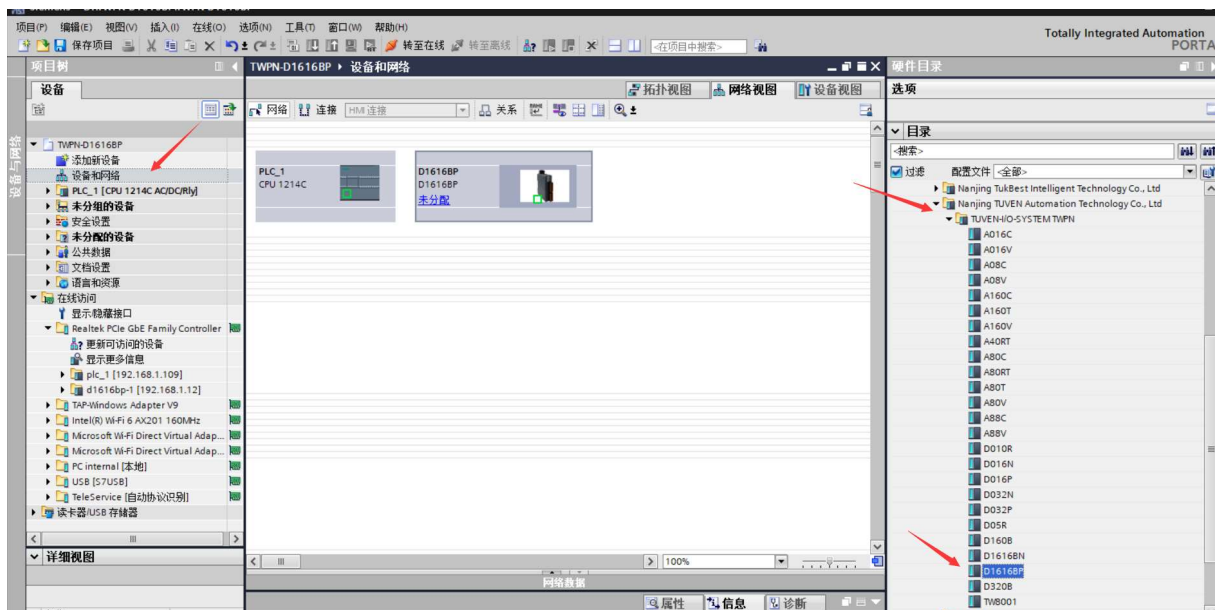 项目(P) 编辑(E) 视图(V) 插入(I) 在线(O) 选项(N) 工具(T) 窗口(W) 帮助(H)
Totally Integrated Automation
PORTA
保存项目 转至在线 转至离线 <在项目中搜索>
项目树
TWPN-D1616BP 设备和网络
硬件目录
设备
拓扑视图 网络视图 设备视图
选项
网络 连接 HMI 连接 关系
设备与网络
目录
<搜索>
过滤 配置文件 <全部>
TWPN-D1616BP
添加新设备
设备和网络
PLC_1 [CPU 1214C AC/DC/Rly]
未分组的设备
安全设置
未分配的设备
公共数据
文档设置
语言和资源
在线访问
显示/隐藏接口
Realtek PCIe GbE Family Controller
更新可访问的设备
显示更多信息
plc_1 [192.168.1.109]
d1616bp-1 [192.168.1.12]
TAP-Windows Adapter V9
Intel(R) Wi-Fi 6 AX201 160MHz
Microsoft Wi-Fi Direct Virtual Adap...
Microsoft Wi-Fi Direct Virtual Adap...
PC internal [本地]
USB [S7USB]
TeleService [自动协议识别]
读卡器/USB 存储器
详细视图
PLC_1
CPU 1214C
D1616BP
D1616BP
未分配
100%
网络数据
属性 信息 诊断
Nanjing TukBest Intelligent Technology Co., Ltd
Nanjing TUVEN Automation Technology Co., Ltd
TUVEN-I/O-SYSTEM TWPN
A016C
A016V
A08C
A08V
A160C
A160T
A160V
A40RT
A80C
A80RT
A80T
A80V
A88C
A88V
D010R
D016N
D016P
D032N
D032P
D05R
D160B
D1616BN
D1616BP
D320B
TW8001